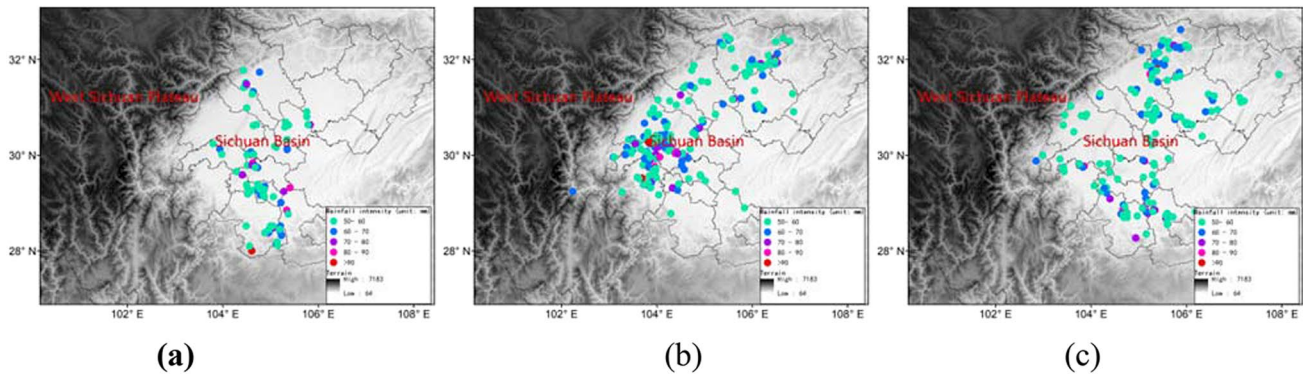 32° N
30° N
28° N
West Sichuan Plateau
Sichuan Basin
Rainfall intensity (unit: mm)
50- 60
60 - 70
70 - 80
80 - 90
>90
Terrain
High : 7183
Low : 64
102° E 104° E 106° E 108° E
(a)
32° N
30° N
28° N
West Sichuan Plateau
Sichuan Basin
Rainfall intensity (unit: mm)
50- 60
60 - 70
70 - 80
80 - 90
>90
Terrain
High : 7183
Low : 64
102° E 104° E 106° E 108° E
(b)
32° N
30° N
28° N
West Sichuan Plateau
Sichuan Basin
Rainfall intensity (unit: mm)
50- 60
60 - 70
70 - 80
80 - 90
>90
Terrain
High : 7183
Low : 64
102° E 104° E 106° E 108° E
(c)